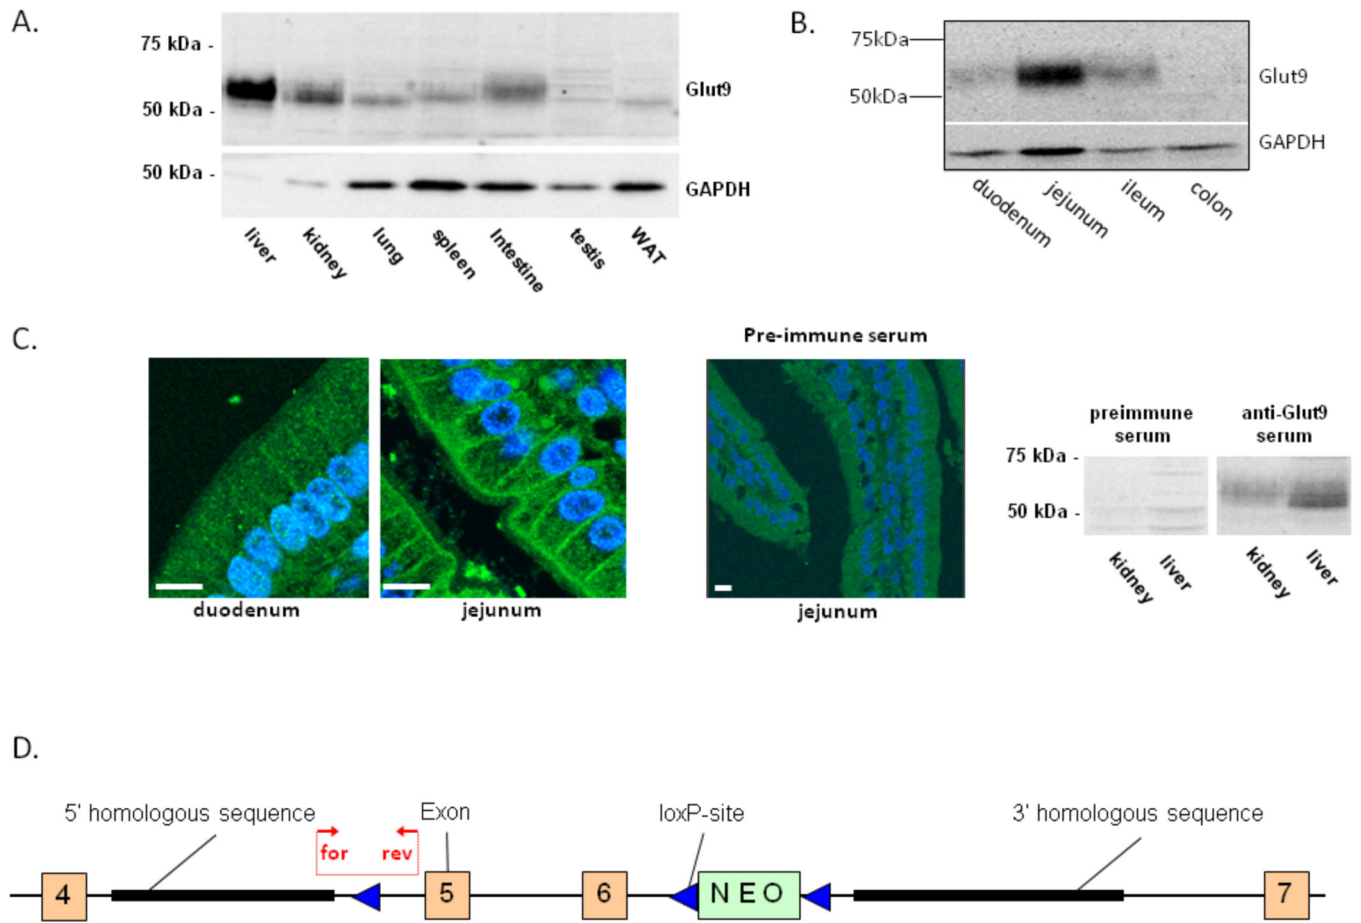 A.
75 kDa -
50 kDa -
Glut9
50 kDa -
GAPDH
liver
kidney
lung
spleen
Intestine
testis
WAT
B.
75kDa
50kDa
Glut9
GAPDH
duodenum
jejunum
ileum
colon
C.
duodenum
jejunum
Pre-immune serum
jejunum
preimmune
serum
anti-Glut9
serum
75 kDa -
50 kDa -
kidney
liver
kidney
liver
D.
5' homologous sequence
Exon
loxP-site
3' homologous sequence
for rev
4 5 6 NEO 7